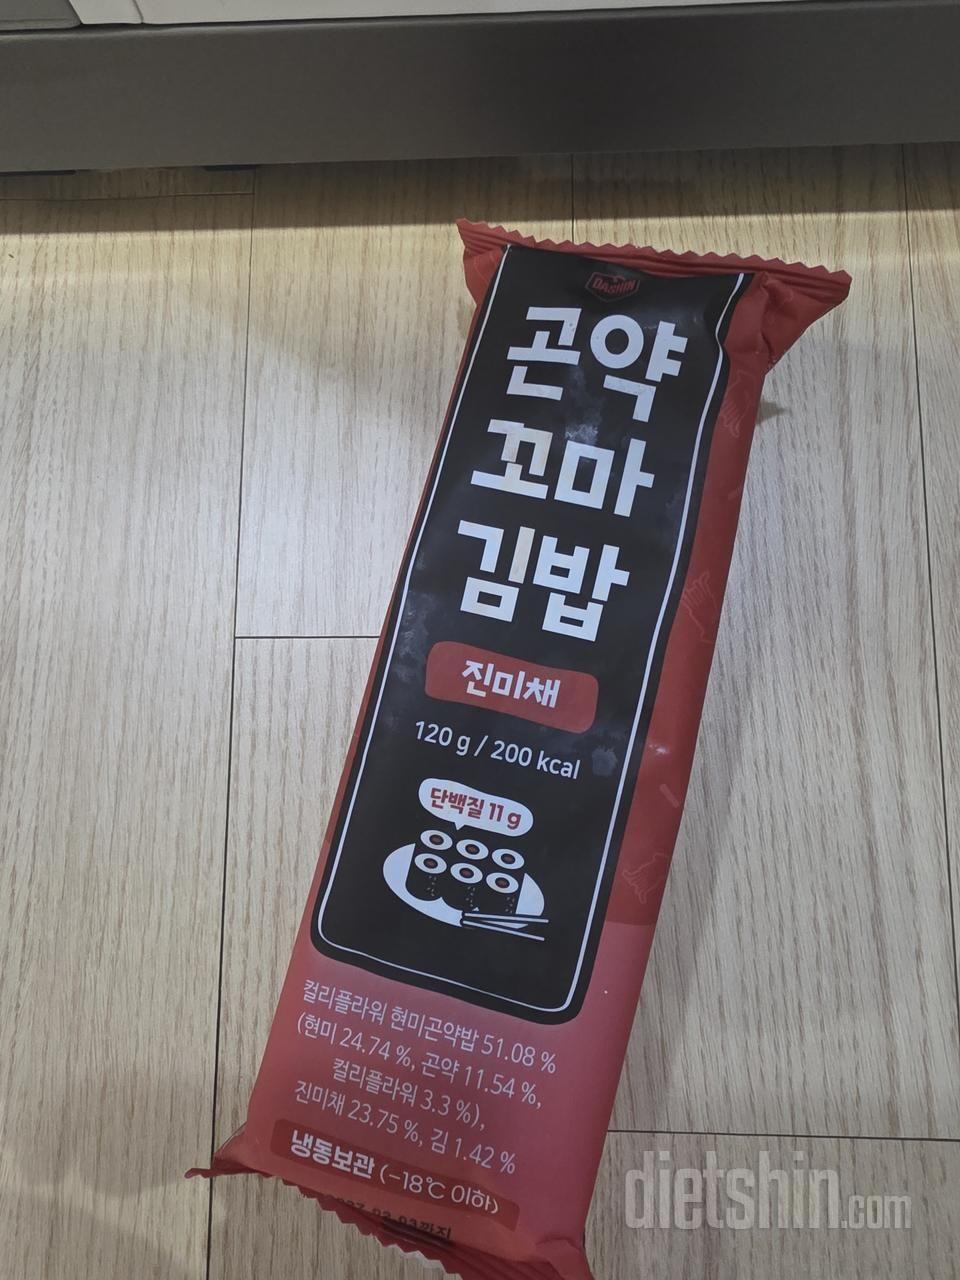 DASHIN
곤약
꼬마
김밥
진미채
120 g / 200 kcal
단백질 11 g
컬리플라워 현미곤약밥 51.08 %
(현미 24.74 %, 곤약 11.54 %,
컬리플라워 3.3 %),
진미채 23.75 %, 김 1.42 %
냉동보관 (-18℃ 이하)
dietshin.com